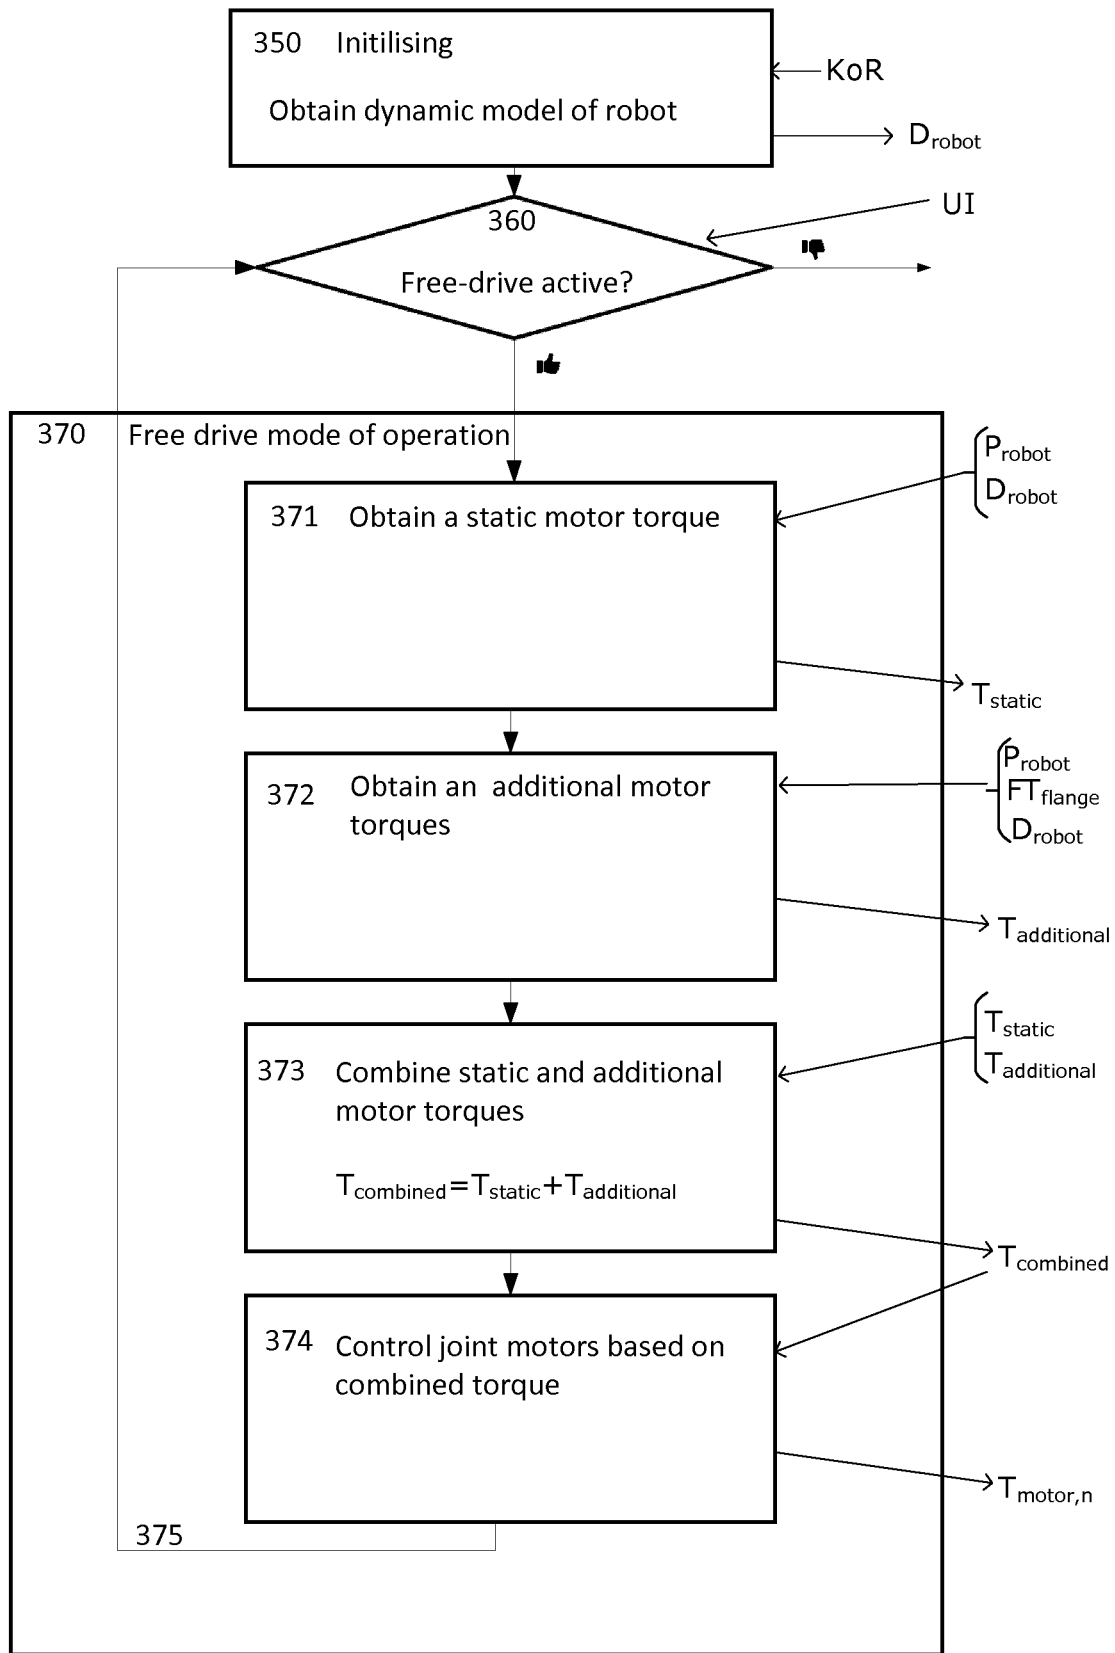 350 Initilising
KoR
Obtain dynamic model of robot
Drobot
UI
360
Free-drive active?
370 Free drive mode of operation
Probot
Drobot
371 Obtain a static motor torque
Tstatic
372 Obtain an additional motor
torques
Probot
FTflange
Drobot
Tadditional
373 Combine static and additional
motor torques
Tcombined=Tstatic+Tadditional
Tstatic
Tadditional
Tcombined
374 Control joint motors based on
combined torque
Tmotor,n
375